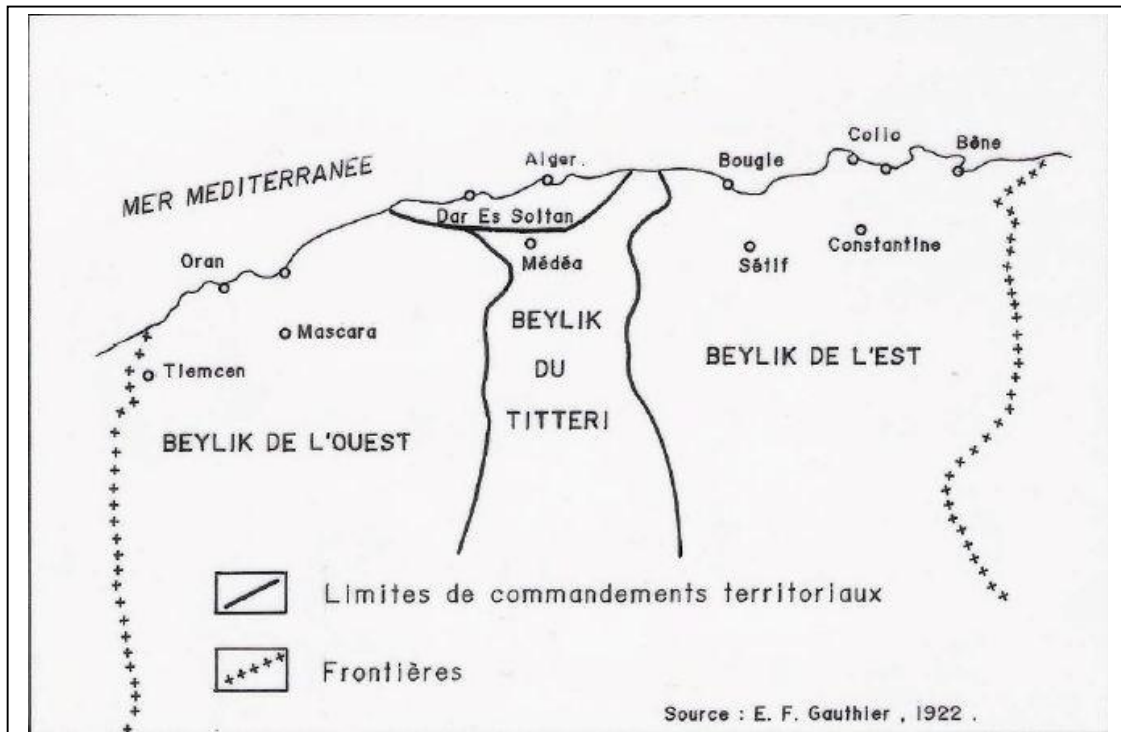 MER MEDITERRANEE
Alger.
Bougie
Collo
Bône
Dar Es Soltan
Médéa
Sétif
Constantine
Oran
Mascara
Tlemcen
BEYLIK
DU
TITTERI
BEYLIK DE L'EST
BEYLIK DE L'OUEST
Limites de commandements territoriaux
Frontières
Source : E. F. Gauthier , 1922 .